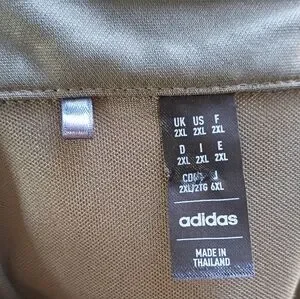 UK US F
2XL 2XL 2XL
D I E
2XL 2XL 2XL
J
2XL/2TG 6XL
adidas
MADE IN
THAILAND